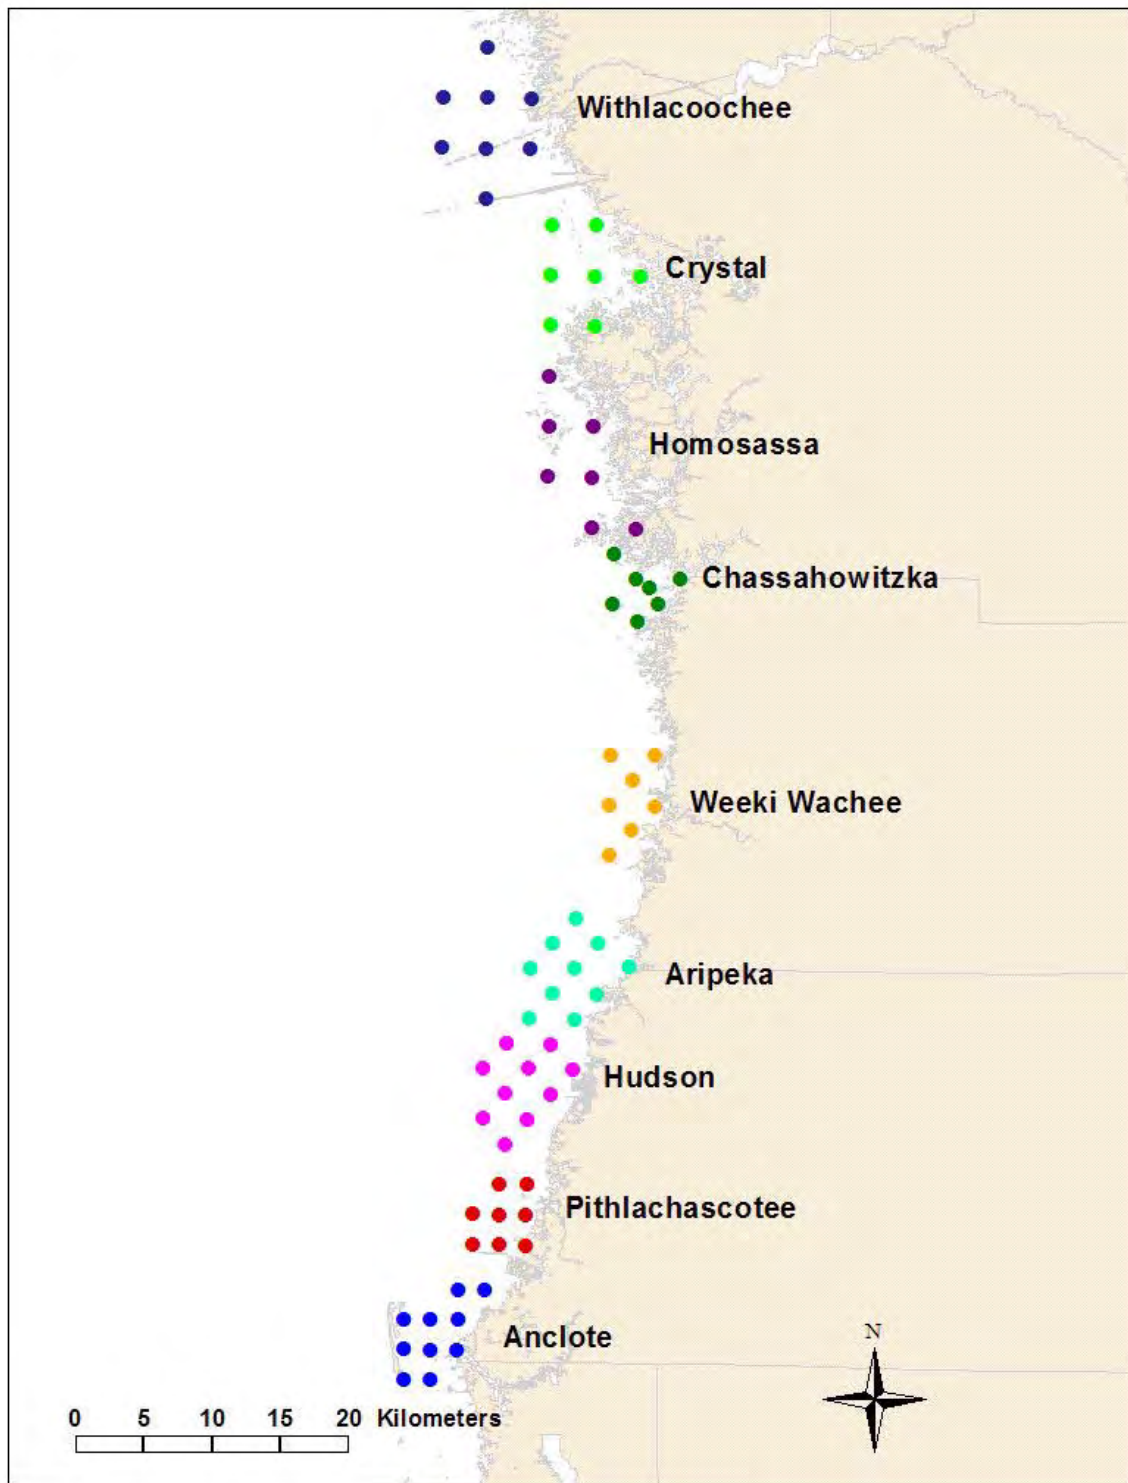 Withlacoochee
Crystal
Homosassa
Chassahowitzka
Weeki Wachee
Aripeka
Hudson
Pithlachascotee
Anclote
N
0 5 10 15 20 Kilometers